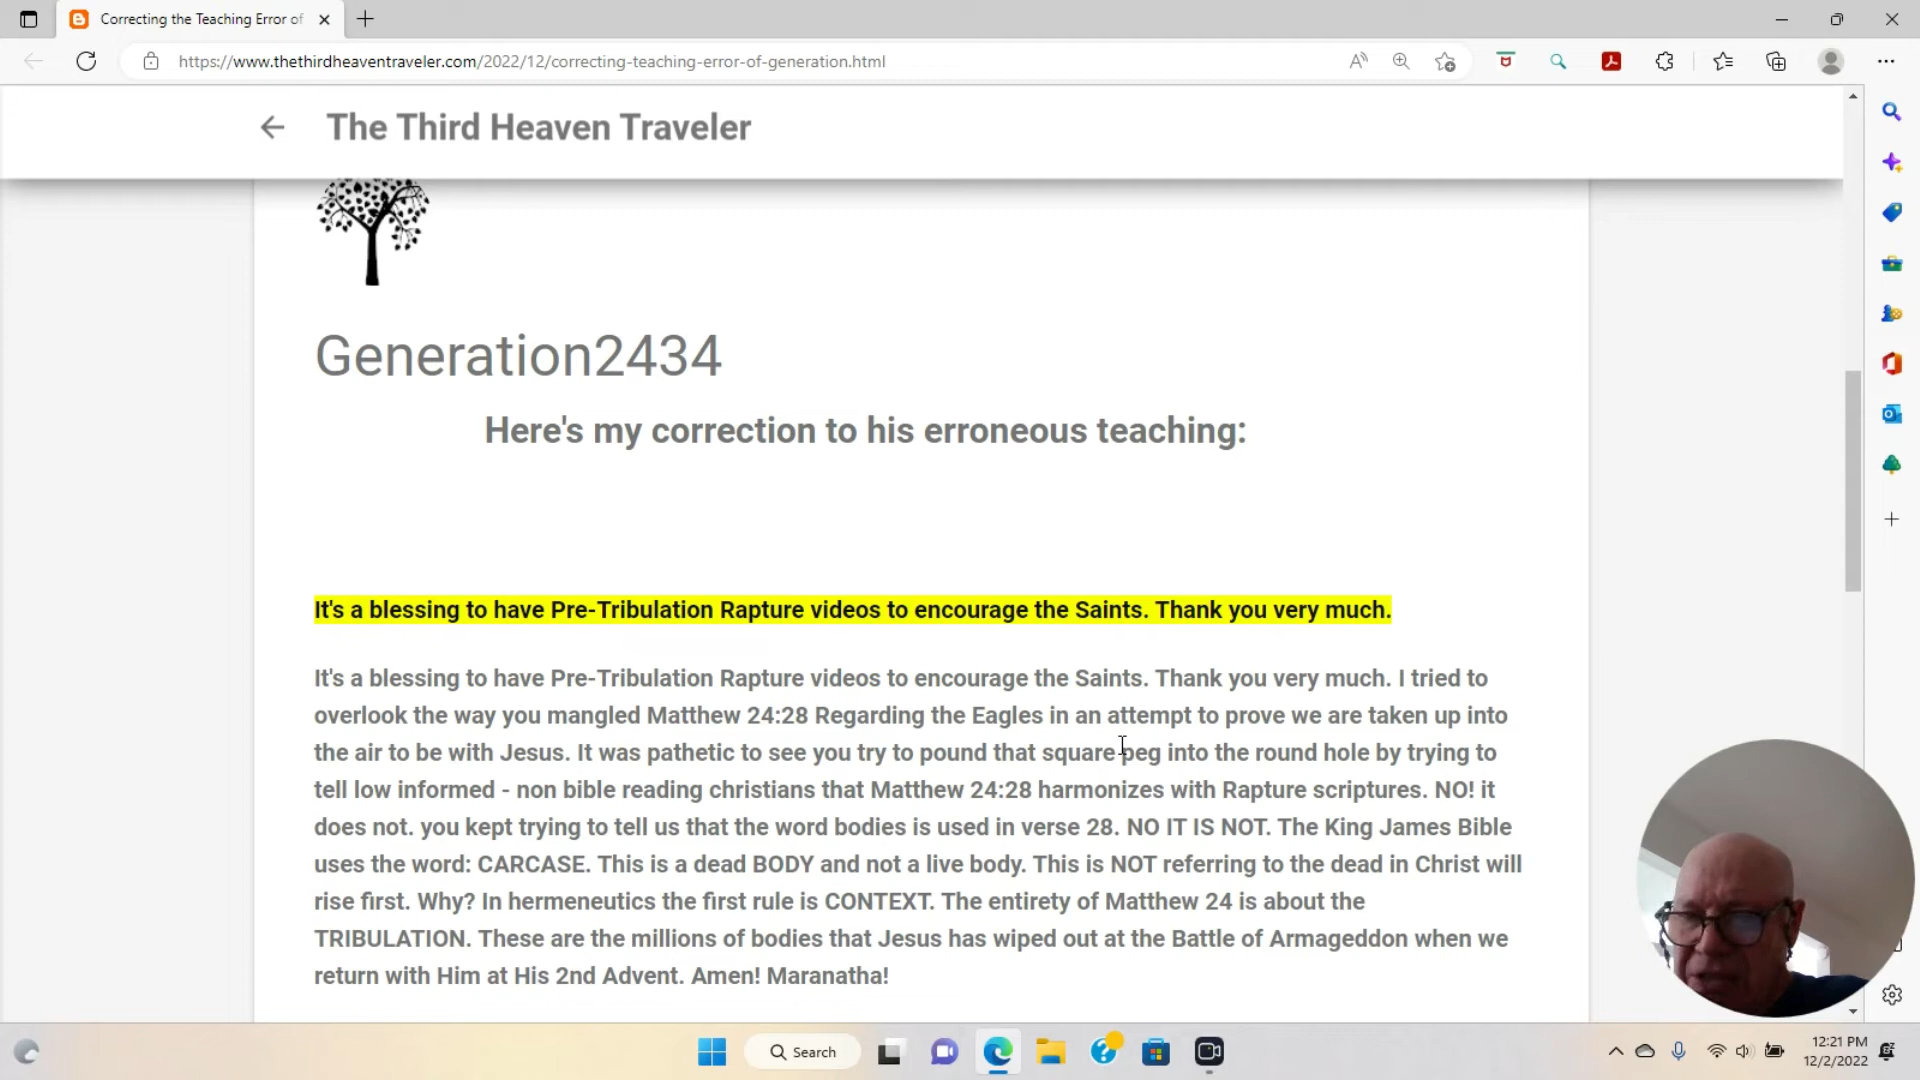 Correcting the Teaching Error of
https://www.thethirdheaventraveler.com/2022/12/correcting-teaching-error-of-generation.html
The Third Heaven Traveler
Generation2434
Here's my correction to his erroneous teaching:
It's a blessing to have Pre-Tribulation Rapture videos to encourage the Saints. Thank you very much.
It's a blessing to have Pre-Tribulation Rapture videos to encourage the Saints. Thank you very much. I tried to
overlook the way you mangled Matthew 24:28 Regarding the Eagles in an attempt to prove we are taken up into
the air to be with Jesus. It was pathetic to see you try to pound that square peg into the round hole by trying to
tell low informed - non bible reading christians that Matthew 24:28 harmonizes with Rapture scriptures. NO! it
does not. you kept trying to tell us that the word bodies is used in verse 28. NO IT IS NOT. The King James Bible
uses the word: CARCASE. This is a dead BODY and not a live body. This is NOT referring to the dead in Christ will
rise first. Why? In hermeneutics the first rule is CONTEXT. The entirety of Matthew 24 is about the
TRIBULATION. These are the millions of bodies that Jesus has wiped out at the Battle of Armageddon when we
return with Him at His 2nd Advent. Amen! Maranatha!
Search
12:21 PM
12/2/2022